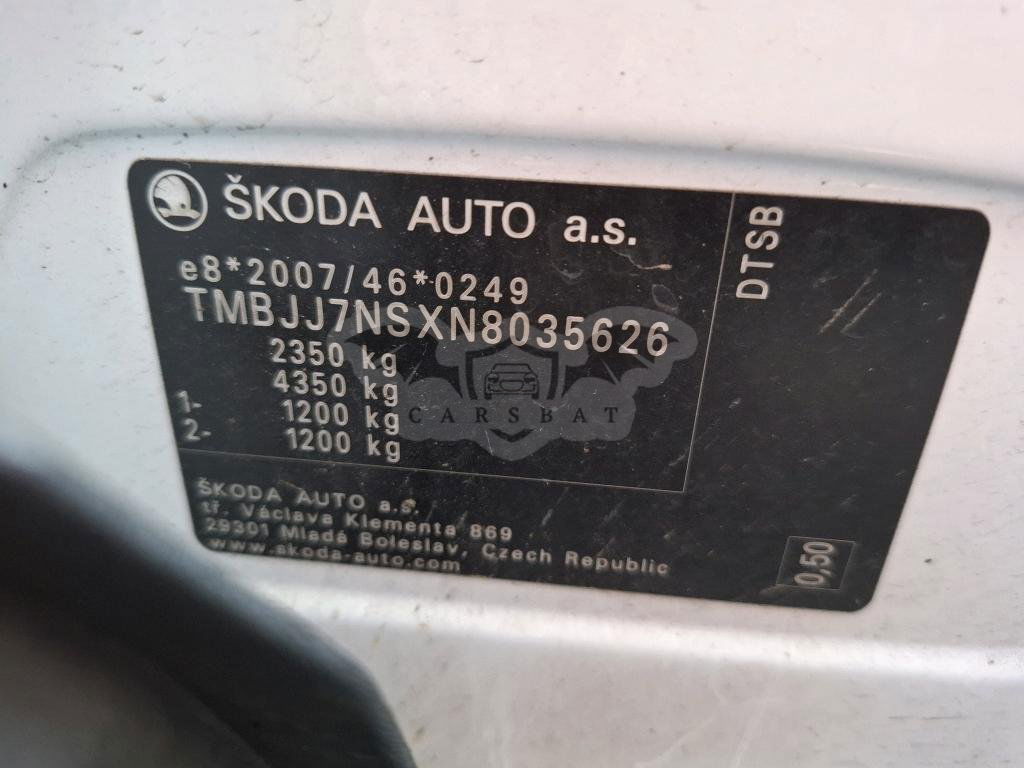 ŠKODA AUTO a.s.
e8*2007/46*0249
TMBJJ7NSXN8035626
2350 kg
4350 kg
1- 1200 kg
2- 1200 kg
DTSB
CARSBAT
ŠKODA AUTO a.s.
tř. Václava Klementa 869
29301 Mladá Boleslav, Czech Republic
www.skoda-auto.com
0,50